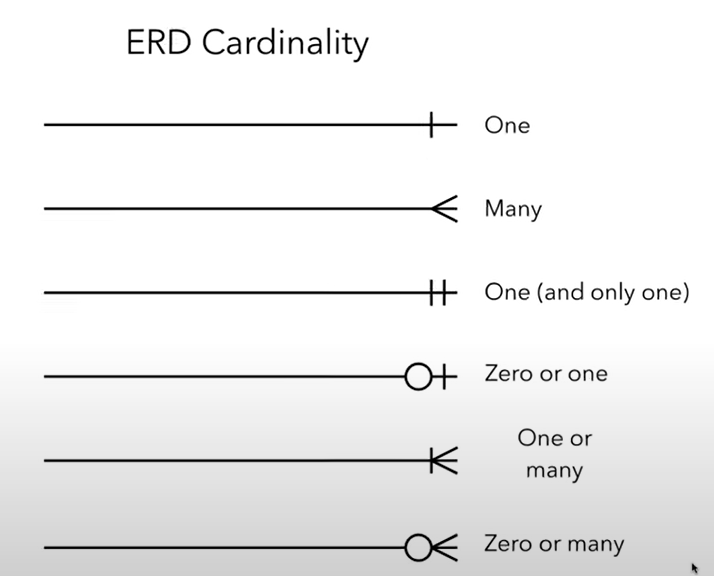 ERD Cardinality
One
Many
One (and only one)
Zero or one
One or
many
Zero or many